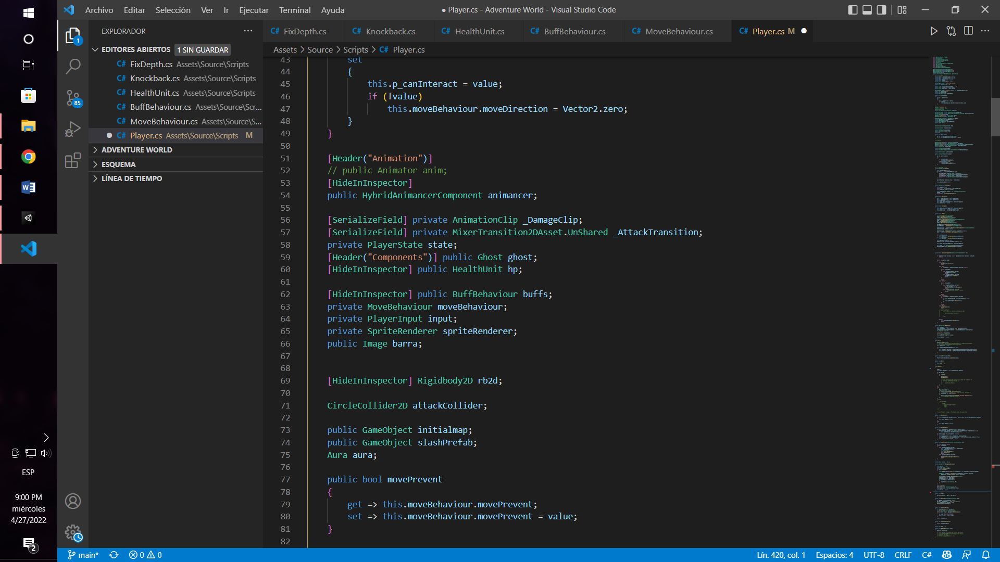 Archivo Editar Selección Ver Ir Ejecutar Terminal Ayuda
● Player.cs - Adventure World - Visual Studio Code
EXPLORADOR
EDITORES ABIERTOS 1 SIN GUARDAR
C# FixDepth.cs Assets\Source\Scripts
C# Knockback.cs Assets\Source\Scripts
C# HealthUnit.cs Assets\Source\Scripts
C# BuffBehaviour.cs Assets\Source\Scr...
C# MoveBehaviour.cs Assets\Source\S...
● C# Player.cs Assets\Source\Scripts M
ADVENTURE WORLD
ESQUEMA
LÍNEA DE TIEMPO
1
85
C# FixDepth.cs C# Knockback.cs C# HealthUnit.cs C# BuffBehaviour.cs C# MoveBehaviour.cs C# Player.cs M ●
Assets > Source > Scripts > C# Player.cs
43 set
44 {
45 this.p_canInteract = value;
46 if (!value)
47 this.moveBehaviour.moveDirection = Vector2.zero;
48 }
49 }
50
51 [Header("Animation")]
52 // public Animator anim;
53 [HideInInspector]
54 public HybridAnimancerComponent animancer;
55
56 [SerializeField] private AnimationClip _DamageClip;
57 [SerializeField] private MixerTransition2DAsset.UnShared _AttackTransition;
58 private PlayerState state;
59 [Header("Components")] public Ghost ghost;
60 [HideInInspector] public HealthUnit hp;
61
62 [HideInInspector] public BuffBehaviour buffs;
63 private MoveBehaviour moveBehaviour;
64 private PlayerInput input;
65 private SpriteRenderer spriteRenderer;
66 public Image barra;
67
68
69 [HideInInspector] Rigidbody2D rb2d;
70
71 CircleCollider2D attackCollider;
72
73 public GameObject initialmap;
74 public GameObject slashPrefab;
75 Aura aura;
76
77 public bool movePrevent
78 {
79 get => this.moveBehaviour.movePrevent;
80 set => this.moveBehaviour.movePrevent = value;
81 }
82
ESP
9:00 PM
miércoles
4/27/2022
2
main* 0 0
Lín. 420, col. 1 Espacios: 4 UTF-8 CRLF C#